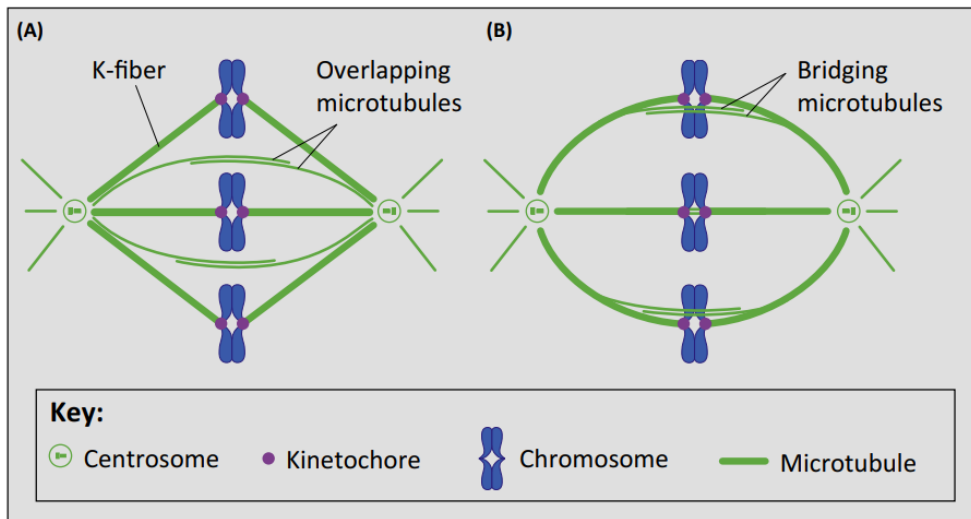 (A)
K-fiber
Overlapping
microtubules
(B)
Bridging
microtubules
Key:
Centrosome
Kinetochore
Chromosome
Microtubule